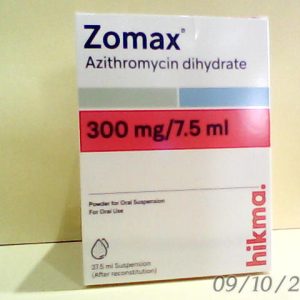 Zomax®
Azithromycin dihydrate
300 mg/7.5 ml
Powder for Oral Suspension
For Oral Use
hikma.
37.5 ml Suspension
(After reconstitution)
09/10/2